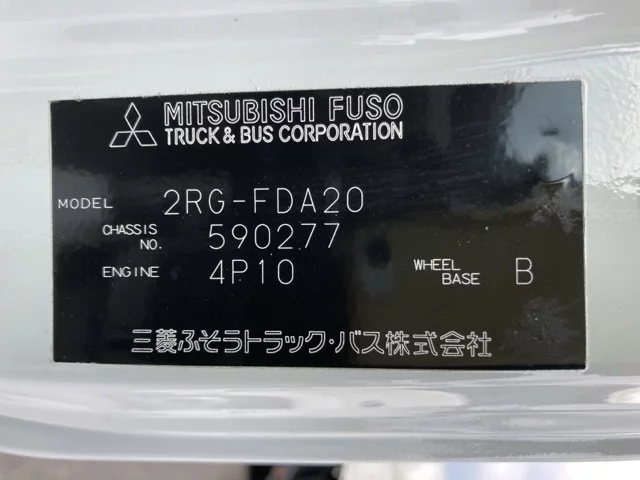 MITSUBISHI FUSO
TRUCK & BUS CORPORATION
MODEL 2RG-FDA20
CHASSIS NO. 590277
ENGINE 4P10 WHEEL BASE B
三菱ふそうトラック・バス株式会社